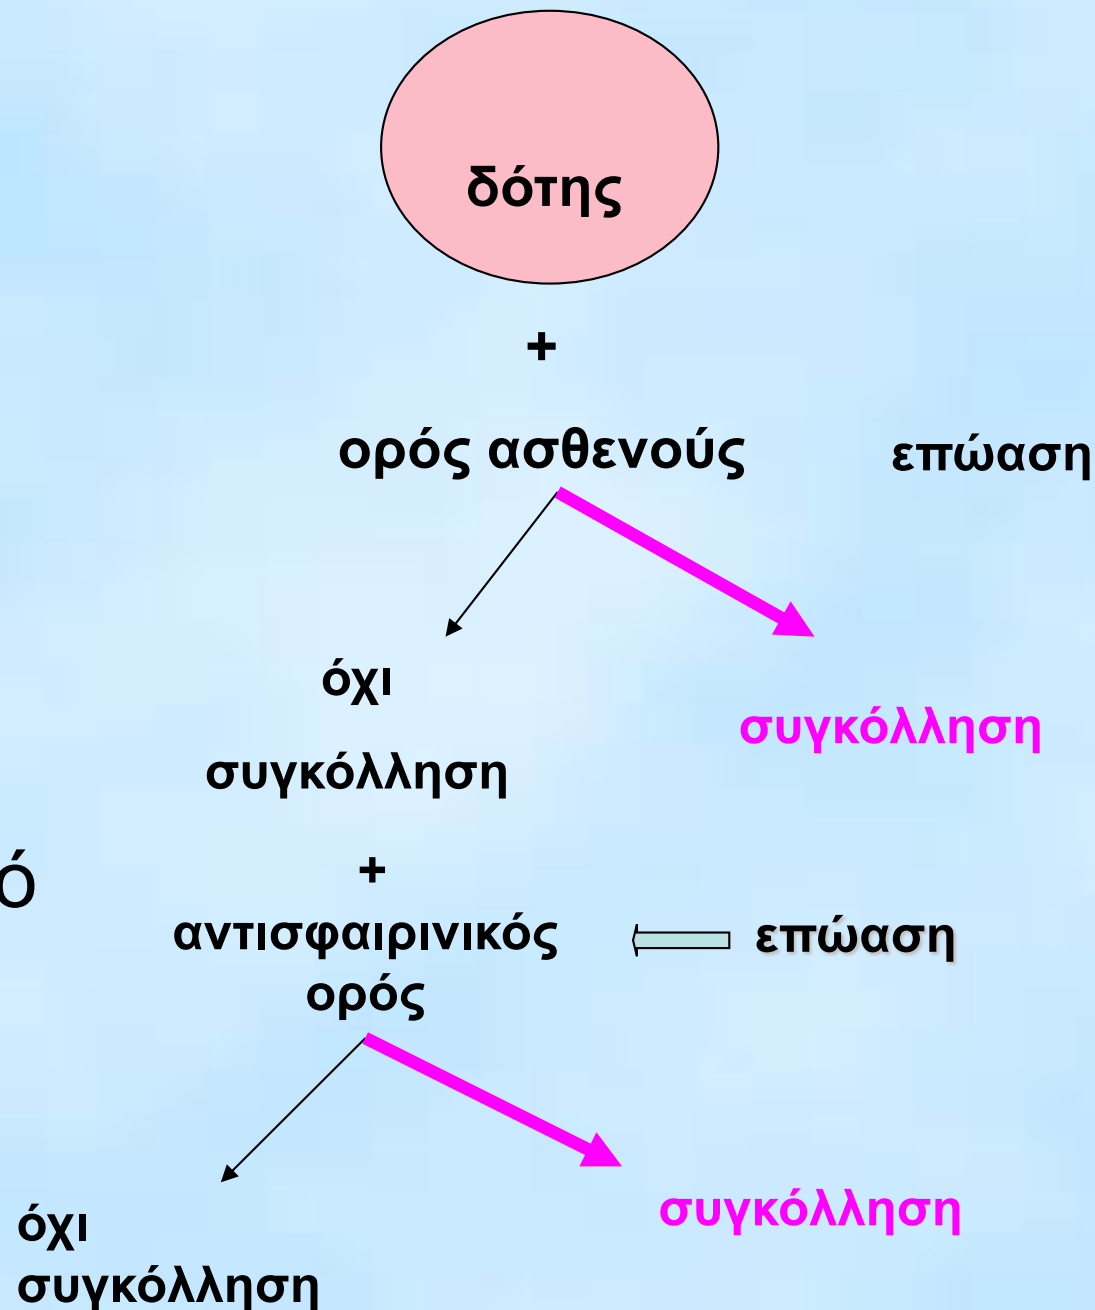 δότης
+
ορός ασθενούς
επώαση
όχι
συγκόλληση
συγκόλληση
+
ό
αντισφαιρινικός
ορός
επώαση
συγκόλληση
όχι
συγκόλληση